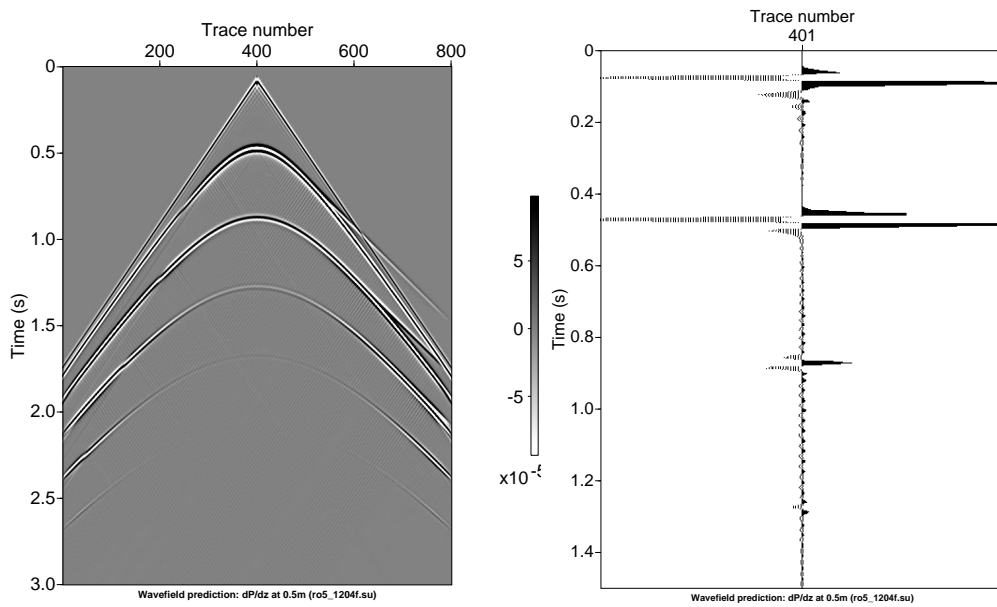 Trace number
200 400 600 800
0
0.5
1.0
1.5
2.0
2.5
3.0
Time (s)
Wavefield prediction: dP/dz at 0.5m (ro5_1204f.su)
5
0
-5
x10 -5
Trace number
401
0
0.2
0.4
0.6
0.8
1.0
1.2
1.4
Time (s)
Wavefield prediction: dP/dz at 0.5m (ro5_1204f.su)